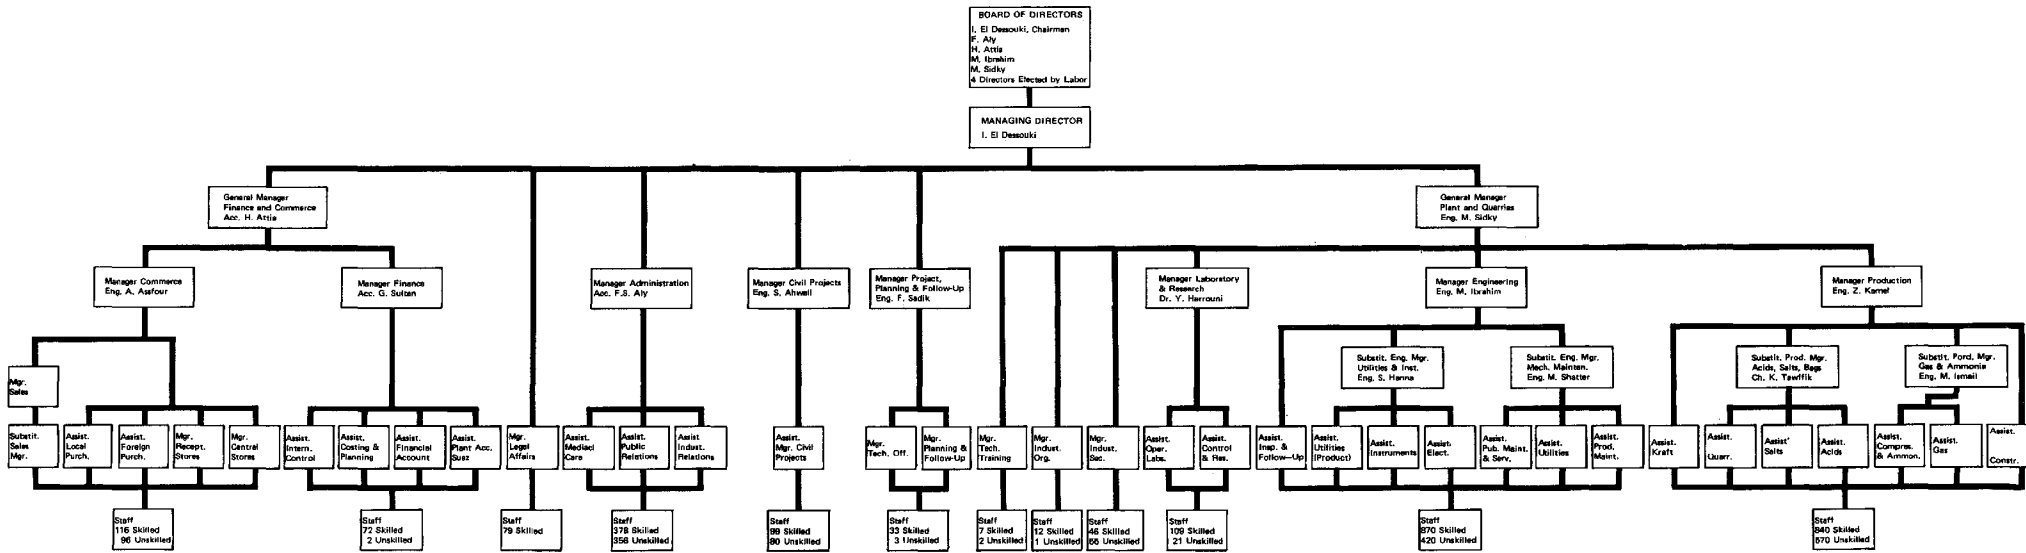 BOARD OF DIRECTORS
I. El Dessouki, Chairman
F. Aly
H. Attia
M. Ibrahim
M. Sidky
4 Directors Elected by Labor
MANAGING DIRECTOR
I. El Dessouki
General Manager
Finance and Commerce
Acc. H. Attia
General Manager
Plant and Quarries
Eng. M. Sidky
Manager Commerce
Eng. A. Assfour
Manager Finance
Acc. G. Sultan
Manager Administration
Acc. F.S. Aly
Manager Civil Projects
Eng. S. Ahwall
Manager Project,
Planning & Follow-Up
Eng. F. Sadik
Manager Laboratory
& Research
Dr. Y. Harrouni
Manager Engineering
Eng. M. Ibrahim
Manager Production
Eng. Z. Kamel
Mgr.
Sales
Substit. Eng. Mgr.
Utilities & Inst.
Eng. S. Hanna
Substit. Eng. Mgr.
Mech. Mainten.
Eng. M. Shatter
Substit. Prod. Mgr.
Acids, Salts, Bags
Ch. K. Tawffik
Substit. Pord. Mgr.
Gas & Ammonia
Eng. M. Ismail
Substit.
Sales
Mgr.
Assist.
Local
Purch.
Assist.
Foreign
Purch.
Mgr.
Recept.
Stores
Mgr.
Central
Stores
Assist.
Intern.
Control
Assist.
Costing &
Planning
Assist.
Financial
Account
Assist.
Plant Acc.
Suez
Mgr.
Legal
Affairs
Assist.
Mediacl
Care
Assist.
Public
Relations
Assist
Indust.
Relations
Assist.
Mgr. Civil
Projects
Mgr.
Tech. Off.
Mgr.
Planning &
Follow-Up
Mgr.
Tech.
Training
Mgr.
Indust.
Org.
Mgr.
Indust.
Sec.
Assist.
Oper.
Labs.
Assist.
Control
& Res.
Assist.
Insp. &
Follow-Up
Assist.
Utilities
(Product)
Assist.
Instruments
Assist.
Elect.
Assist.
Pub. Maint.
& Serv.
Assist.
Utilities
Assist.
Prod.
Maint.
Assist.
Kraft
Assist.
Quarr.
Assist'
Salts
Assist.
Acids
Assist.
Compres.
& Ammon.
Assist.
Gas
Assist.
Constr.
Staff
116 Skilled
96 Unskilled
Staff
72 Skilled
2 Unskilled
Staff
79 Skilled
Staff
378 Skilled
356 Unskilled
Staff
99 Skilled
80 Unskilled
Staff
33 Skilled
3 Unskilled
Staff
7 Skilled
2 Unskilled
Staff
12 Skilled
1 Unskilled
Staff
46 Skilled
Unskilled
Staff
109 Skilled
21 Unskilled
Staff
870 Skilled
420 Unskilled
Staff
840 Skilled
570 Unskilled